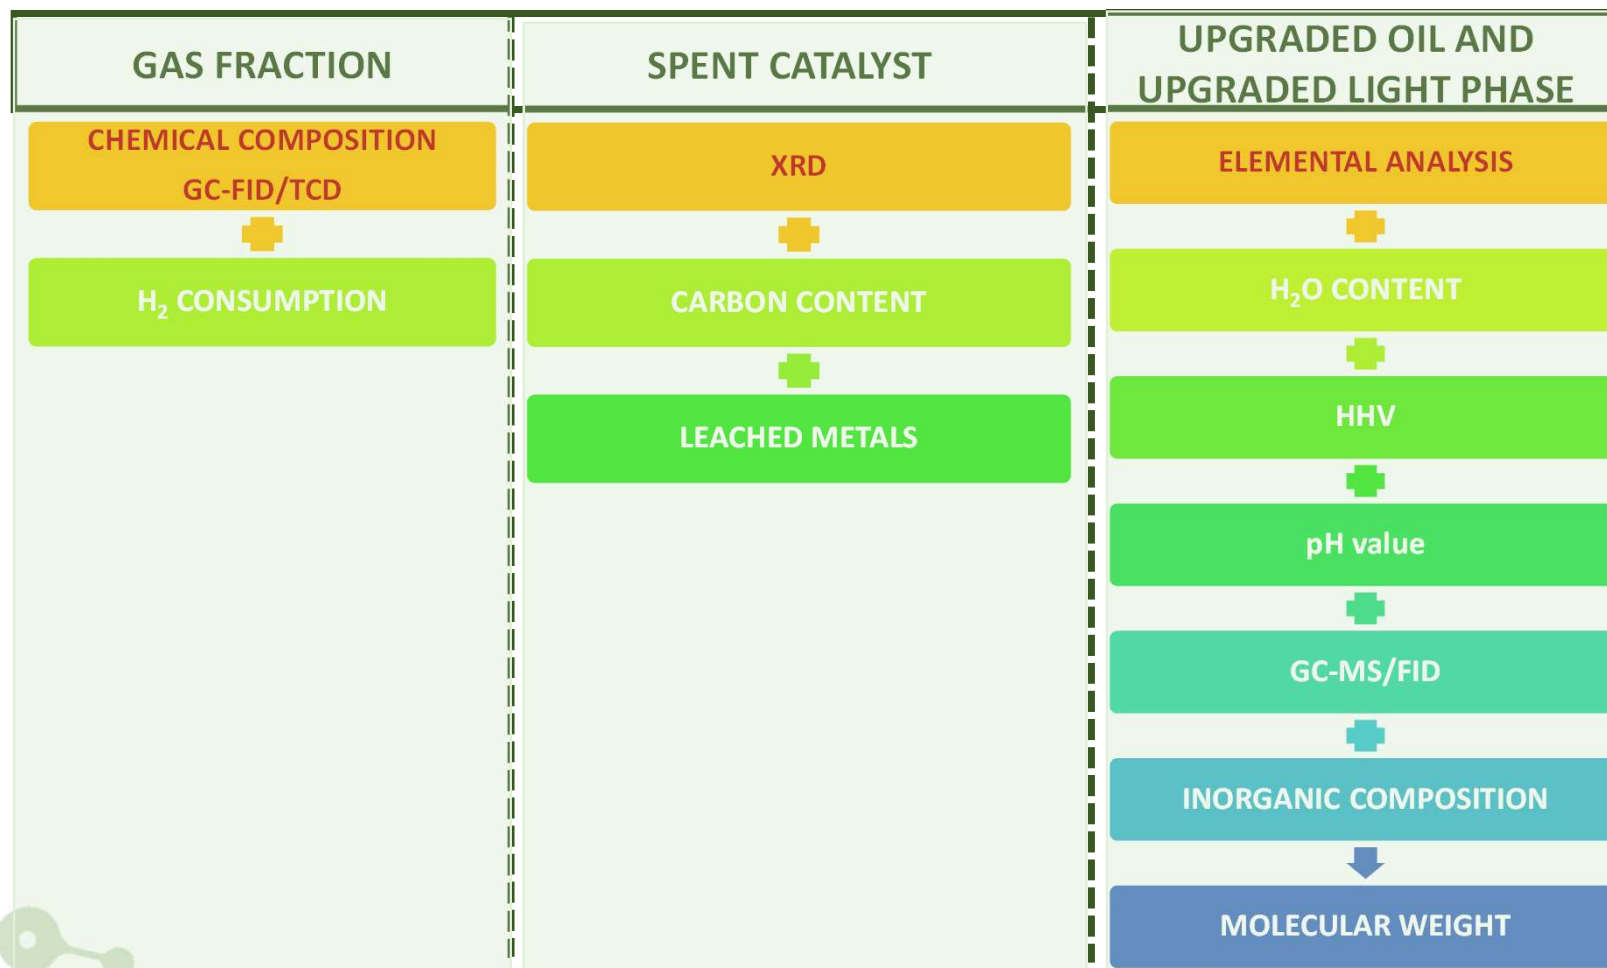 GAS FRACTION
CHEMICAL COMPOSITION
GC-FID/TCD
H₂ CONSUMPTION
SPENT CATALYST
XRD
CARBON CONTENT
LEACHED METALS
UPGRADED OIL AND
UPGRADED LIGHT PHASE
ELEMENTAL ANALYSIS
H₂O CONTENT
HHV
pH value
GC-MS/FID
INORGANIC COMPOSITION
MOLECULAR WEIGHT